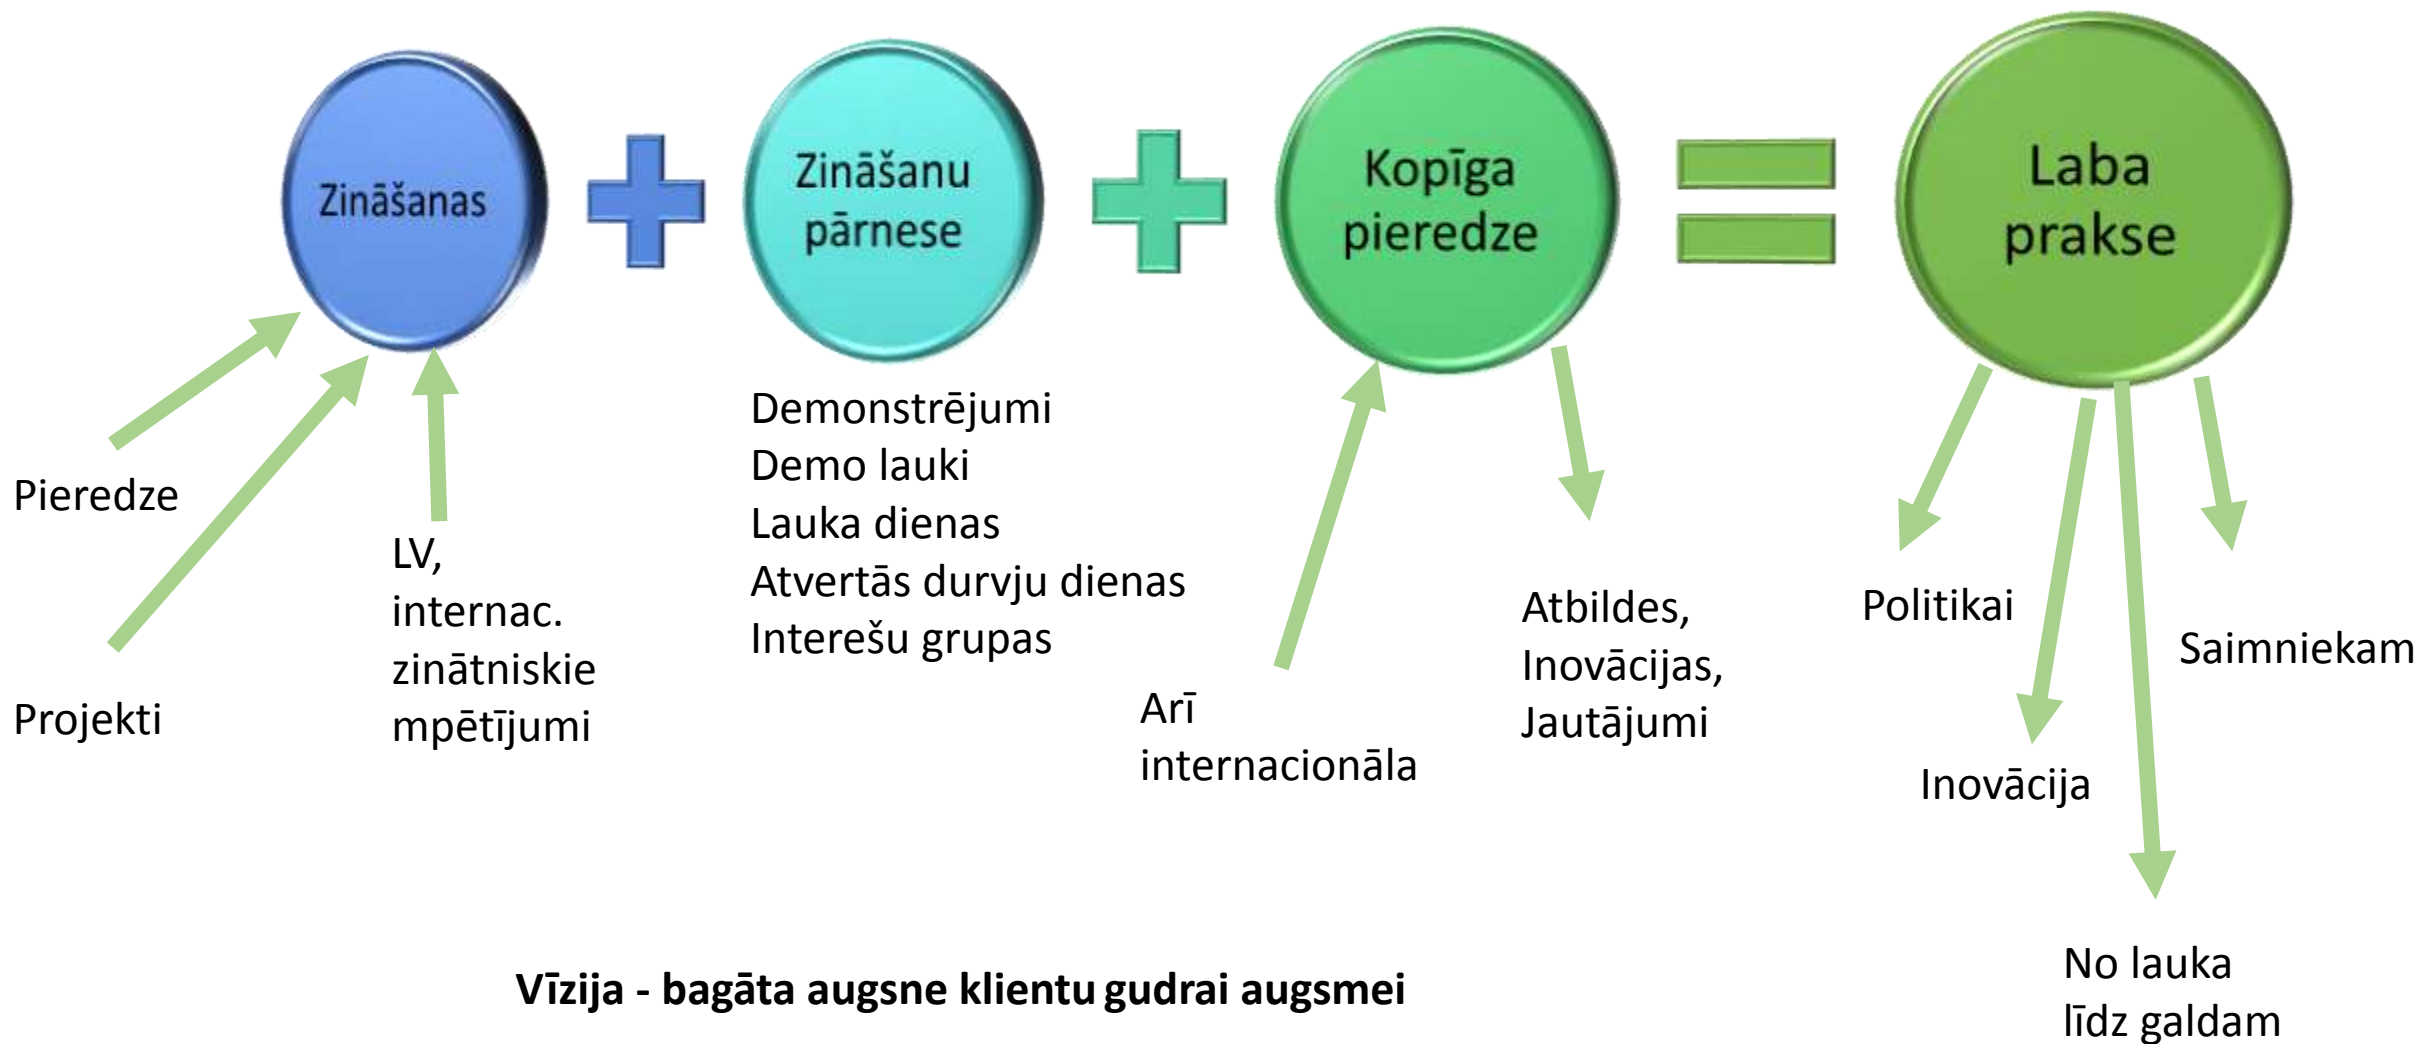 Zināšanas
Zināšanu
pārnese
Kopīga
pieredze
Laba
prakse
Pieredze
Projekti
LV,
internac.
zinātniskie
mpētījumi
Demonstrējumi
Demo lauki
Lauka dienas
Atvertās durvju dienas
Interešu grupas
Arī
internacionāla
Atbildes,
Inovācijas,
Jautājumi
Politikai
Inovācija
Saimniekam
No lauka
līdz galdam
Vīzija - bagāta augsne klientu gudrai augsmei